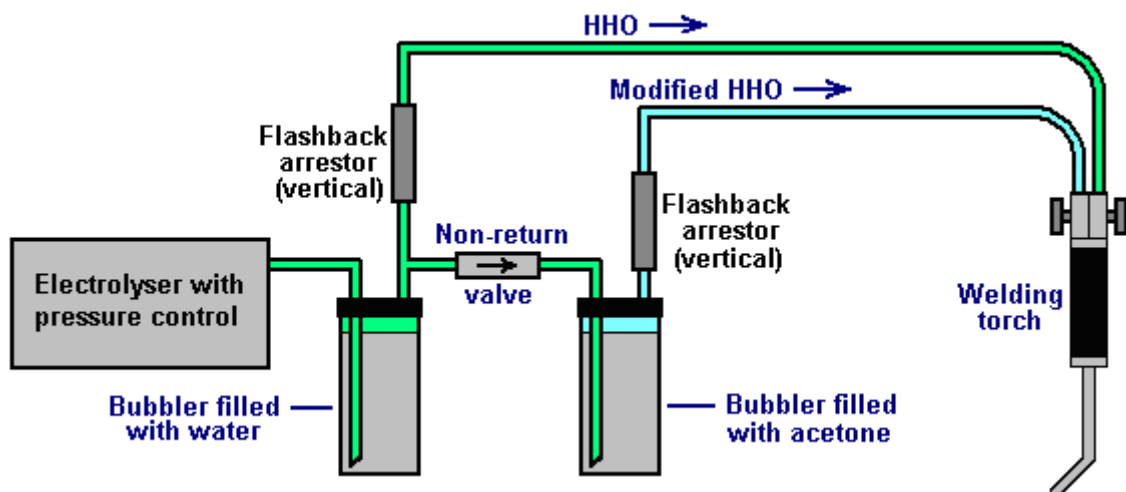 HHO
Modified HHO
Flashback
arrestor
(vertical)
Flashback
arrestor
(vertical)
Non-return
valve
Electrolyser with
pressure control
Welding
torch
Bubbler filled
with water
Bubbler filled
with acetone